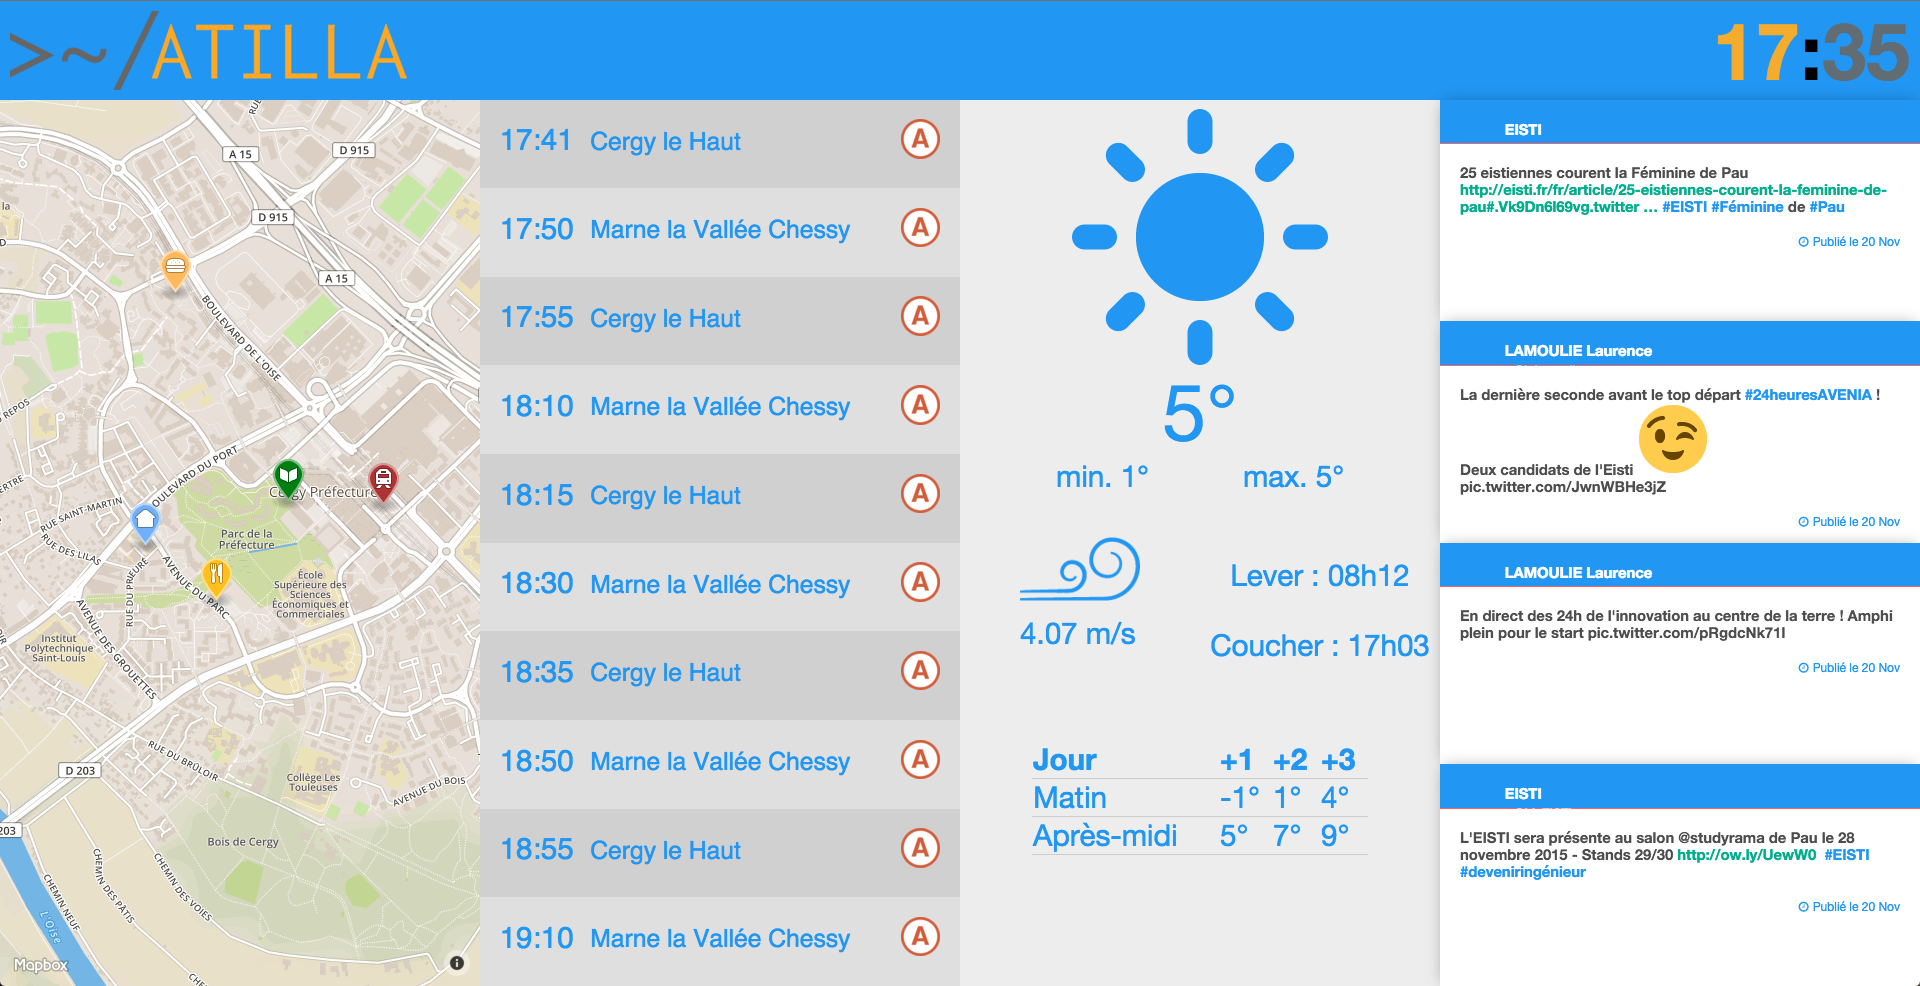 >~/ATILLA
17:35
A 15
D 915
D 915
A 15
BOULEVARD DE L'OISE
BOULEVARD DU PORT
Cergy Préfecture
RUE SAINT-MARTIN
RUE DES LILAS
RUE DU PRIEURÉ
Parc de la
Préfecture
AVENUE DU PARC
École
Supérieure des
Sciences
Économiques et
Commerciales
AVENUE DES GROUETTES
Institut
Polytechnique
Saint-Louis
RUE DU BRÛLOIR
D 203
Collège Les
Touleuses
AVENUE DU BOIS
203
Bois de Cergy
CHEMIN DES VOIES
CHEMIN DES PÂTIS
CHEMIN NEUF
L'Oise
Mapbox
17:41 Cergy le Haut A
17:50 Marne la Vallée Chessy A
17:55 Cergy le Haut A
18:10 Marne la Vallée Chessy A
18:15 Cergy le Haut A
18:30 Marne la Vallée Chessy A
18:35 Cergy le Haut A
18:50 Marne la Vallée Chessy A
18:55 Cergy le Haut A
19:10 Marne la Vallée Chessy A
5°
min. 1° max. 5°
4.07 m/s
Lever : 08h12
Coucher : 17h03
Jour +1 +2 +3
Matin -1° 1° 4°
Après-midi 5° 7° 9°
EISTI
25 eistiennes courent la Féminine de Pau
http://eisti.fr/fr/article/25-eistiennes-courent-la-feminine-de-
pau#.Vk9Dn6I69vg.twitter … #EISTI #Féminine de #Pau
Publié le 20 Nov
LAMOULIE Laurence
La dernière seconde avant le top départ #24heuresAVENIA !
Deux candidats de l'Eisti
pic.twitter.com/JwnWBHe3jZ
Publié le 20 Nov
LAMOULIE Laurence
En direct des 24h de l'innovation au centre de la terre ! Amphi
plein pour le start pic.twitter.com/pRgdcNk71I
Publié le 20 Nov
EISTI
L'EISTI sera présente au salon @studyrama de Pau le 28
novembre 2015 - Stands 29/30 http://ow.ly/UewW0 #EISTI
#deveniringénieur
Publié le 20 Nov